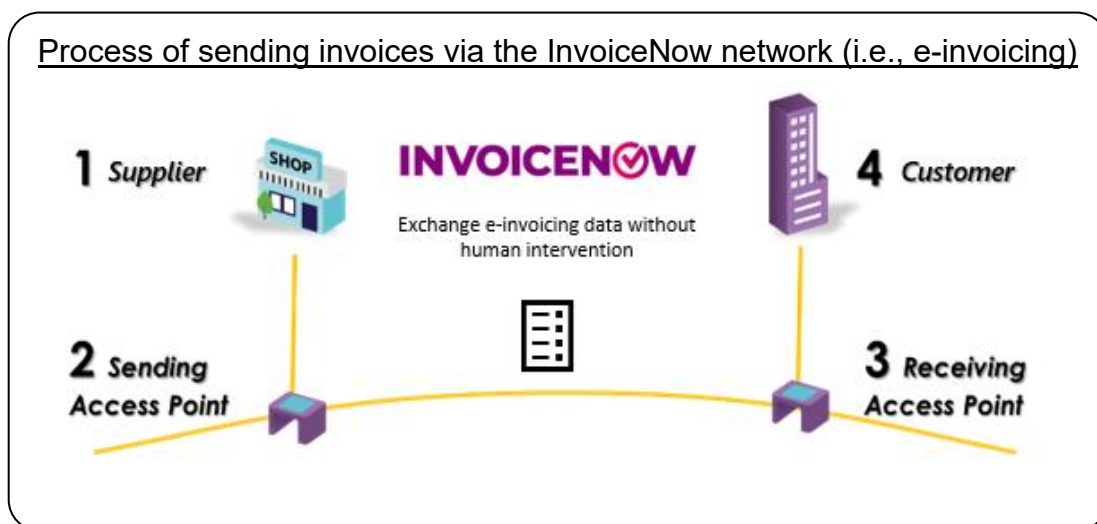 Process of sending invoices via the InvoiceNow network (i.e., e-invoicing)
1 Supplier
SHOP
INVOICENOW
4 Customer
Exchange e-invoicing data without
human intervention
2 Sending
Access Point
3 Receiving
Access Point